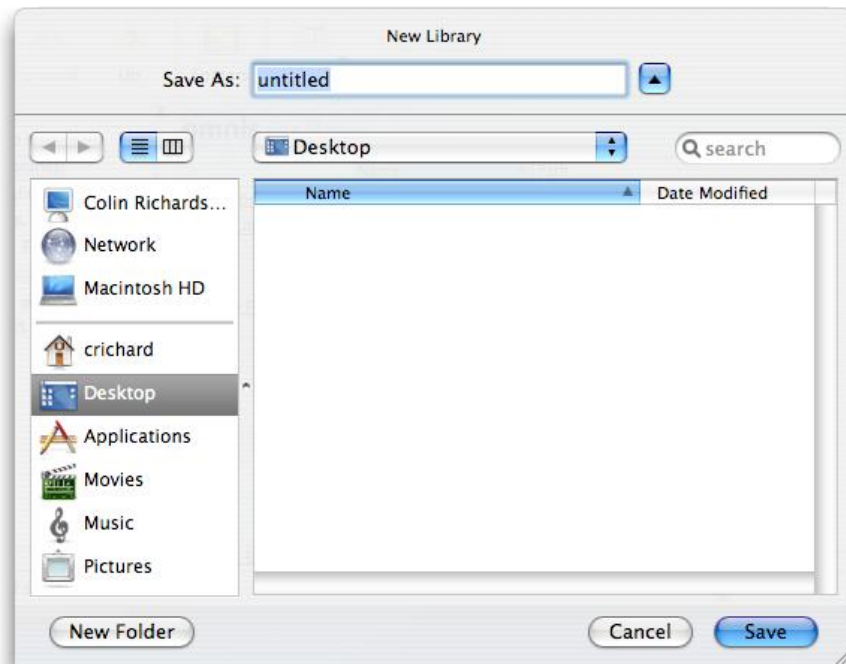 New Library
Save As: untitled
Desktop
search
Colin Richards...
Network
Macintosh HD
crichard
Desktop
Applications
Movies
Music
Pictures
Name
Date Modified
New Folder
Cancel
Save